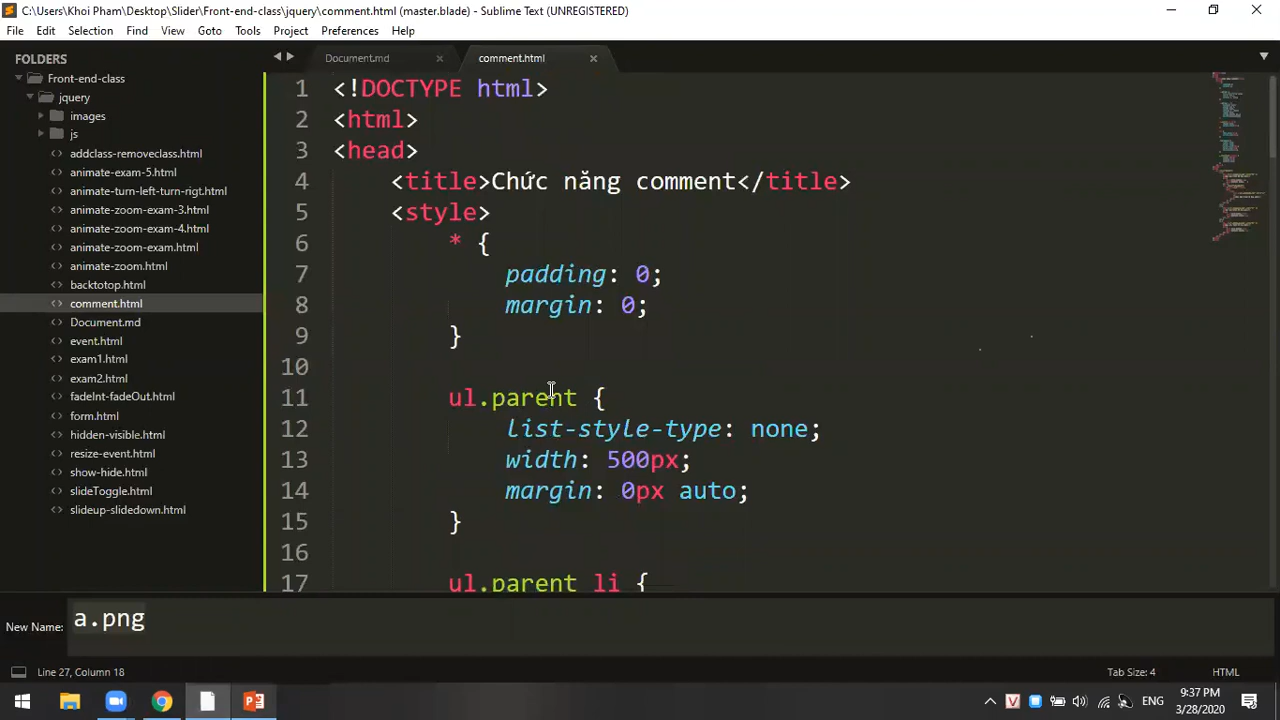 C:\Users\Khoi Pham\Desktop\Slider\Front-end-class\jquery\comment.html (master.blade) - Sublime Text (UNREGISTERED)
File Edit Selection Find View Goto Tools Project Preferences Help
FOLDERS
Front-end-class
jquery
images
js
addclass-removeclass.html
animate-exam-5.html
animate-turn-left-turn-rigt.html
animate-zoom-exam-3.html
animate-zoom-exam-4.html
animate-zoom-exam.html
animate-zoom.html
backtotop.html
comment.html
Document.md
event.html
exam1.html
exam2.html
fadeInt-fadeOut.html
form.html
hidden-visible.html
resize-event.html
show-hide.html
slideToggle.html
slideup-slidedown.html
Document.md
comment.html
1 <!DOCTYPE html>
2 <html>
3 <head>
4 <title>Chức năng comment</title>
5 <style>
6 * {
7 padding: 0;
8 margin: 0;
9 }
10
11 ul.parent {
12 list-style-type: none;
13 width: 500px;
14 margin: 0px auto;
15 }
16
17 ul.parent li {
New Name: a.png
Line 27, Column 18
Tab Size: 4
HTML
ENG
9:37 PM
3/28/2020